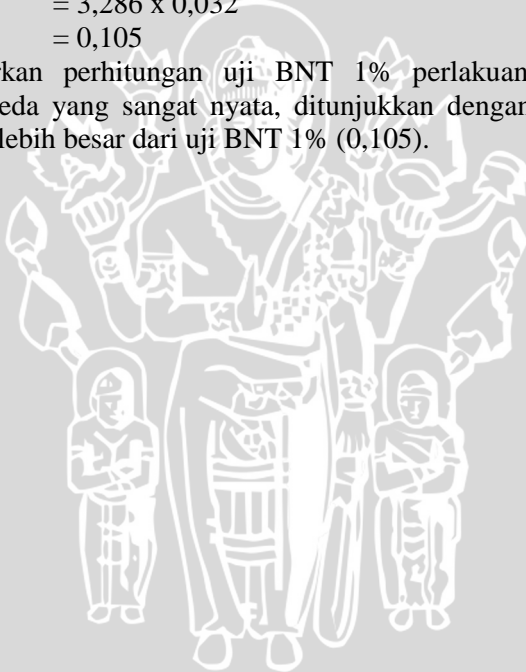 = 3,286 x 0,032
= 0,105
rkan perhitungan uji BNT 1% perlakuan
eda yang sangat nyata, ditunjukkan dengan
lebih besar dari uji BNT 1% (0,105).